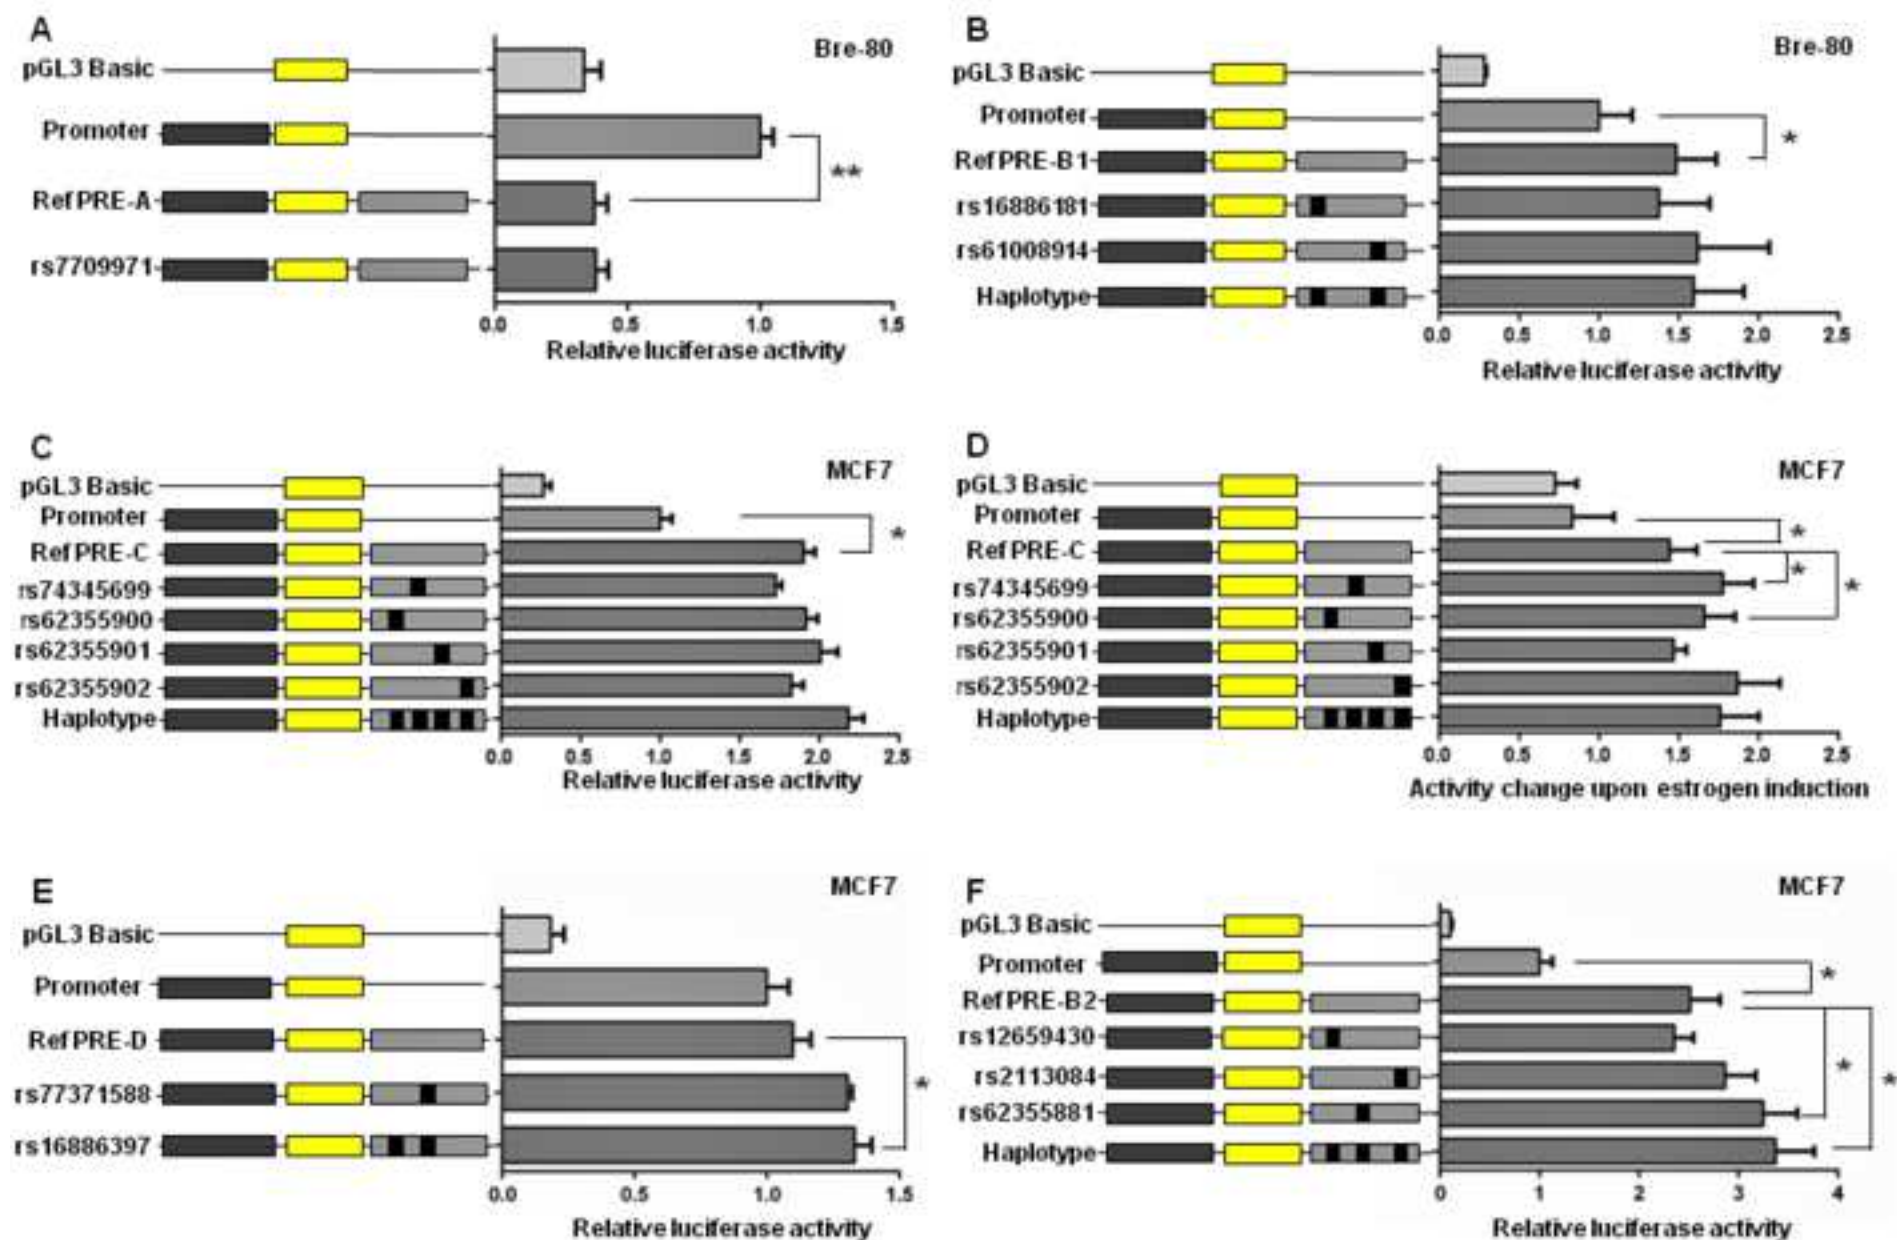 A
Bre-80
pGL3 Basic
Promoter
Ref PRE-A
**
rs7709971
0.0 0.5 1.0 1.5
Relative luciferase activity
B
Bre-80
pGL3 Basic
Promoter
Ref PRE-B1
*
rs16886181
rs61008914
Haplotype
0.0 0.5 1.0 1.5 2.0 2.5
Relative luciferase activity
C
MCF7
pGL3 Basic
Promoter
*
Ref PRE-C
rs74345699
rs62355900
rs62355901
rs62355902
Haplotype
0.0 0.5 1.0 1.5 2.0 2.5
Relative luciferase activity
D
MCF7
pGL3 Basic
Promoter
*
Ref PRE-C
*
rs74345699
*
rs62355900
rs62355901
rs62355902
Haplotype
0.0 0.5 1.0 1.5 2.0 2.5
Activity change upon estrogen induction
E
MCF7
pGL3 Basic
Promoter
Ref PRE-D
*
rs77371588
rs16886397
0.0 0.5 1.0 1.5
Relative luciferase activity
F
MCF7
pGL3 Basic
Promoter
*
Ref PRE-B2
rs12659430
*
rs2113084
*
rs62355881
Haplotype
0 1 2 3 4
Relative luciferase activity